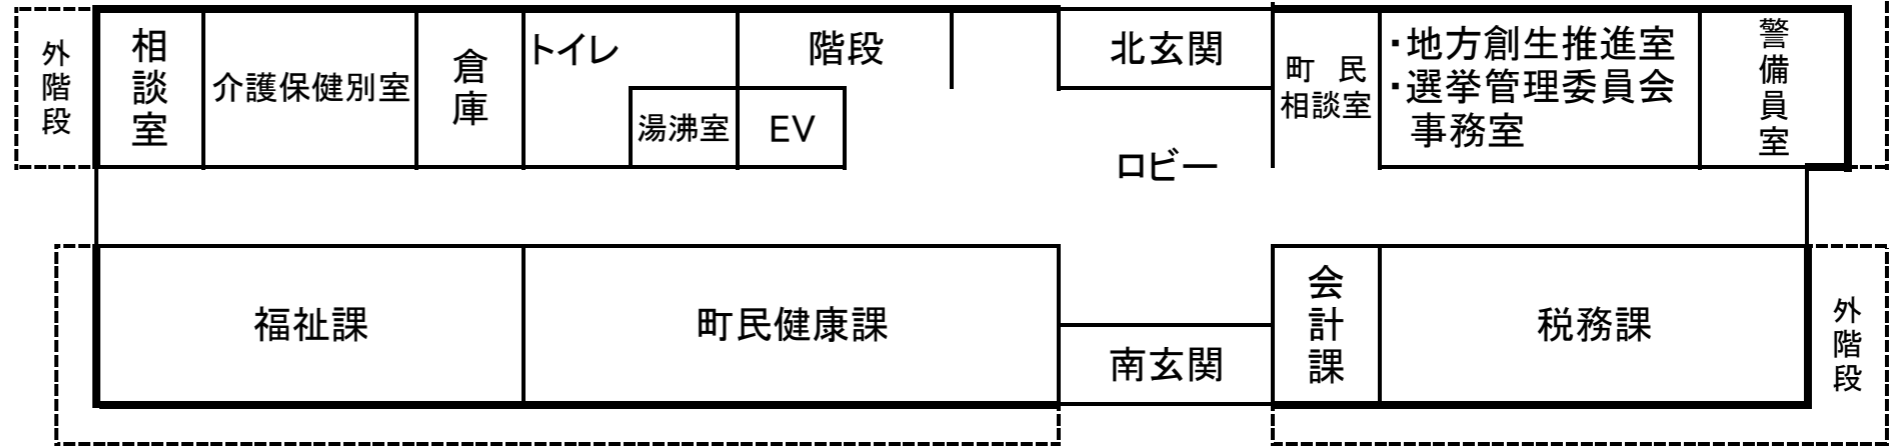 外階段
相談室
介護保健別室
倉庫
トイレ
湯沸室
階段
EV
北玄関
ロビー
町 民
相談室
・地方創生推進室
・選挙管理委員会
事務室
警備員室
福祉課
町民健康課
南玄関
会計課
税務課
外階段